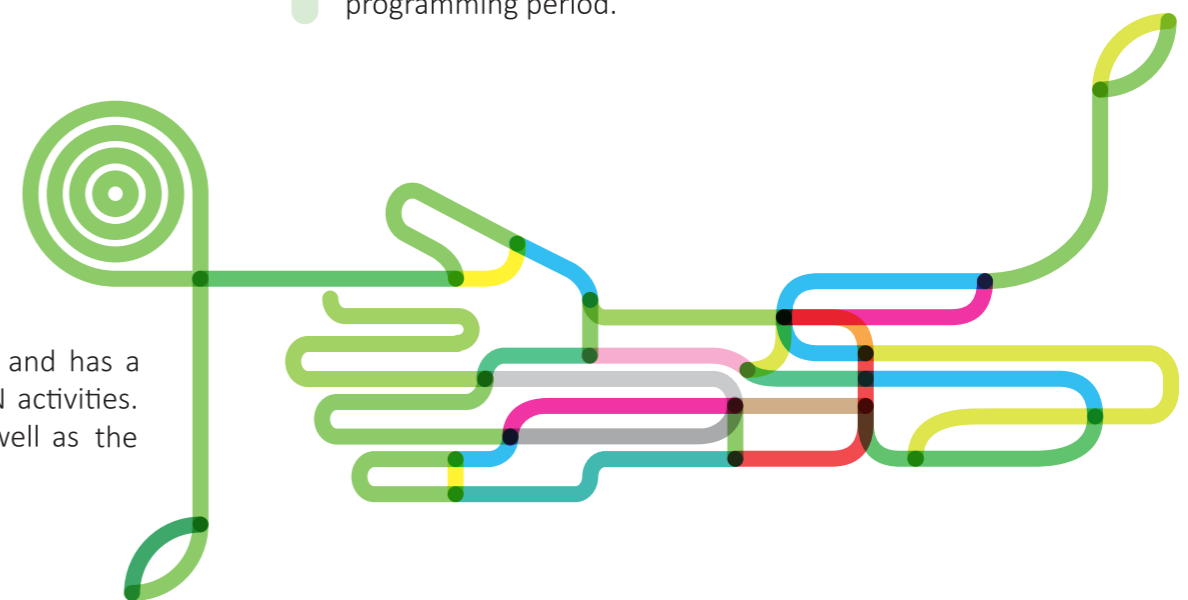 programming period.
and has a
activities.
well as the